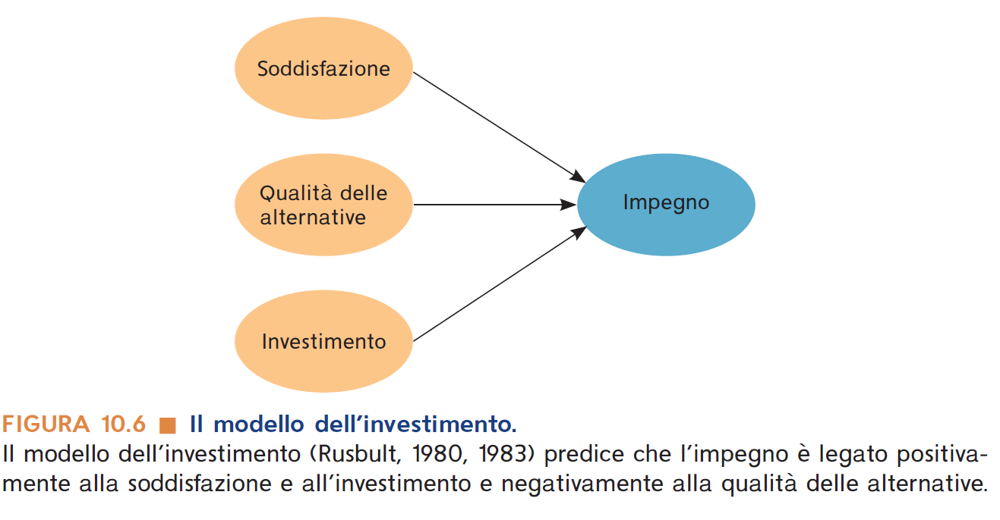 Soddisfazione
Qualità delle
alternative
Impegno
Investimento
FIGURA 10.6 ■ Il modello dell’investimento.
Il modello dell’investimento (Rusbult, 1980, 1983) predice che l’impegno è legato positiva-
mente alla soddisfazione e all’investimento e negativamente alla qualità delle alternative.